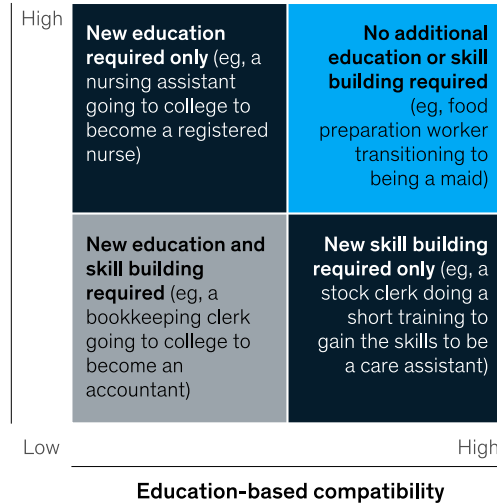 High
New education
required only (eg, a
nursing assistant
going to college to
become a registered
nurse)
No additional
education or skill
building required
(eg, food
preparation worker
transitioning to
being a maid)
New education and
skill building
required (eg, a
bookkeeping clerk
going to college to
become an
accountant)
New skill building
required only (eg, a
stock clerk doing a
short training to
gain the skills to be
a care assistant)
Low
High
Education-based compatibility